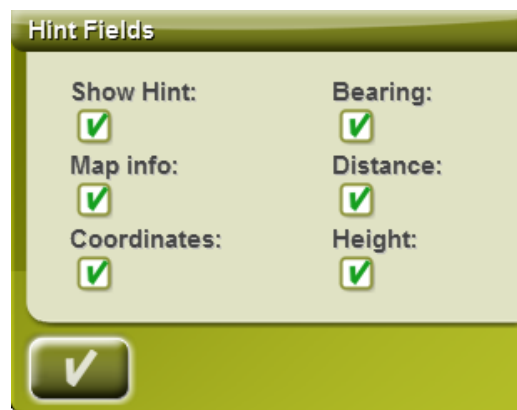 Hint Fields
Show Hint:
Bearing:
Map info:
Distance:
Coordinates:
Height: